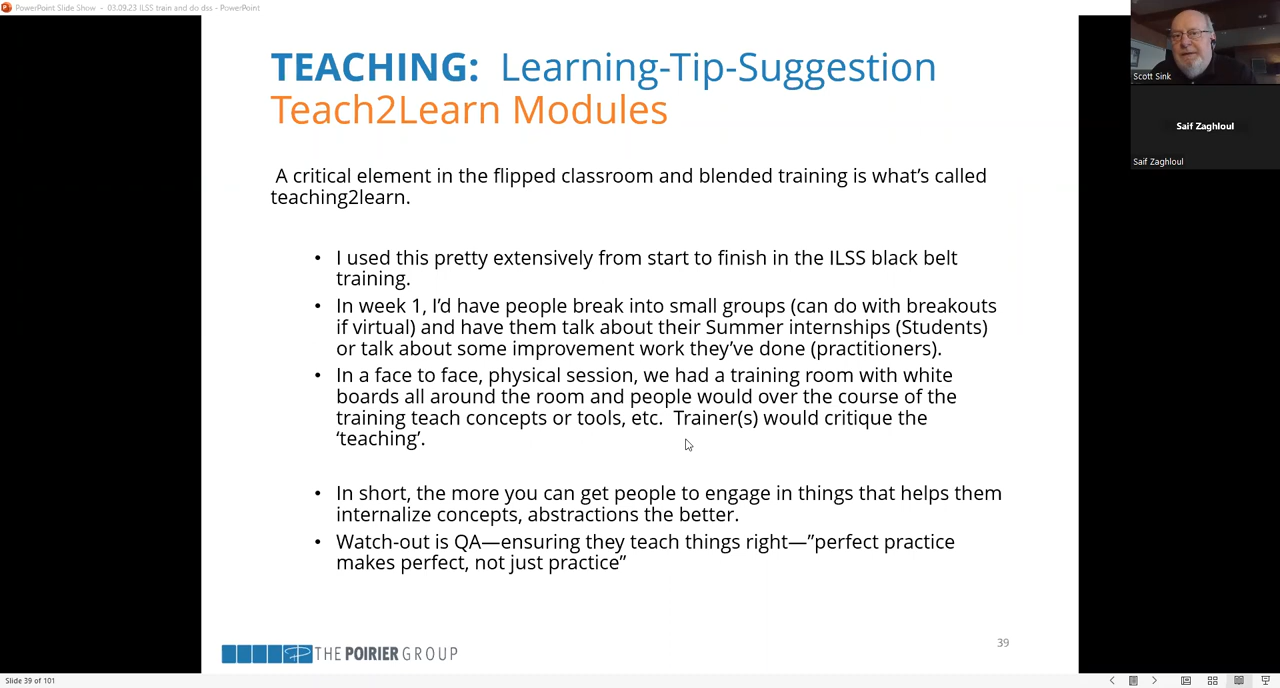 PowerPoint Slide Show - 03.09.23 ILSS train and do dss - PowerPoint
TEACHING: Learning-Tip-Suggestion
Teach2Learn Modules
A critical element in the flipped classroom and blended training is what's called
teaching2learn.
• I used this pretty extensively from start to finish in the ILSS black belt
training.
• In week 1, I'd have people break into small groups (can do with breakouts
if virtual) and have them talk about their Summer internships (Students)
or talk about some improvement work they've done (practitioners).
• In a face to face, physical session, we had a training room with white
boards all around the room and people would over the course of the
training teach concepts or tools, etc. Trainer(s) would critique the
‘teaching’.
• In short, the more you can get people to engage in things that helps them
internalize concepts, abstractions the better.
• Watch-out is QA—ensuring they teach things right—”perfect practice
makes perfect, not just practice”
THE POIRIER GROUP
39
Scott Sink
Saif Zaghloul
Saif Zaghloul
Slide 39 of 101